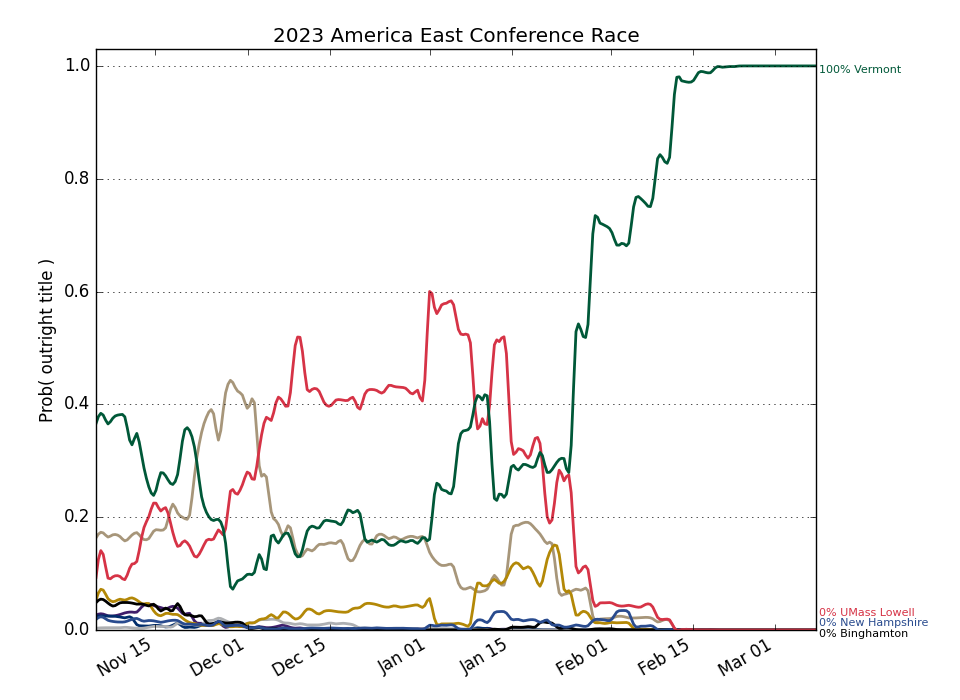 2023 America East Conference Race
Prob( outright title )
1.0
0.8
0.6
0.4
0.2
0.0
Nov 15
Dec 01
Dec 15
Jan 01
Jan 15
Feb 01
Feb 15
Mar 01
100% Vermont
0% UMass Lowell
0% New Hampshire
0% Binghamton